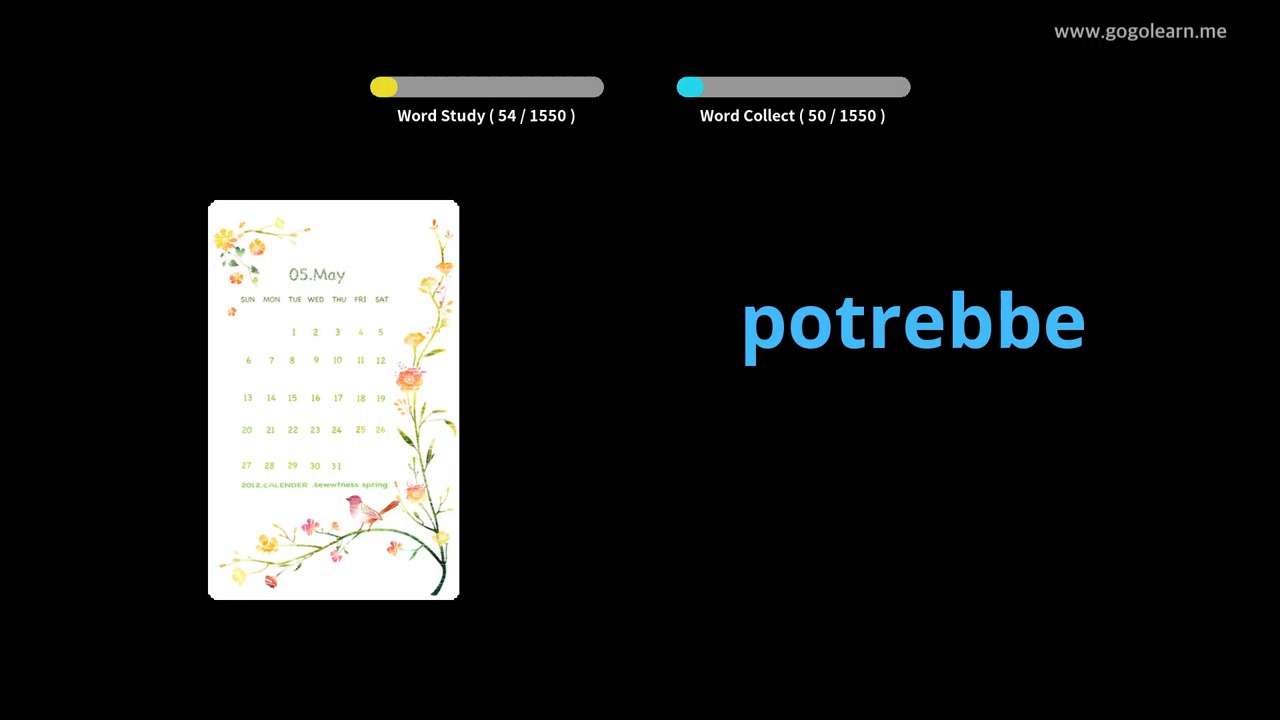 www.gogolearn.me
Word Study ( 54 / 1550 )
Word Collect ( 50 / 1550 )
05.May
SUN MON TUE WED THU FRI SAT
1 2 3 4 5
6 7 8 9 10 11 12
13 14 15 16 17 18 19
20 21 22 23 24 25 26
27 28 29 30 31
2012.CALENDER .sewwtness spring
potrebbe